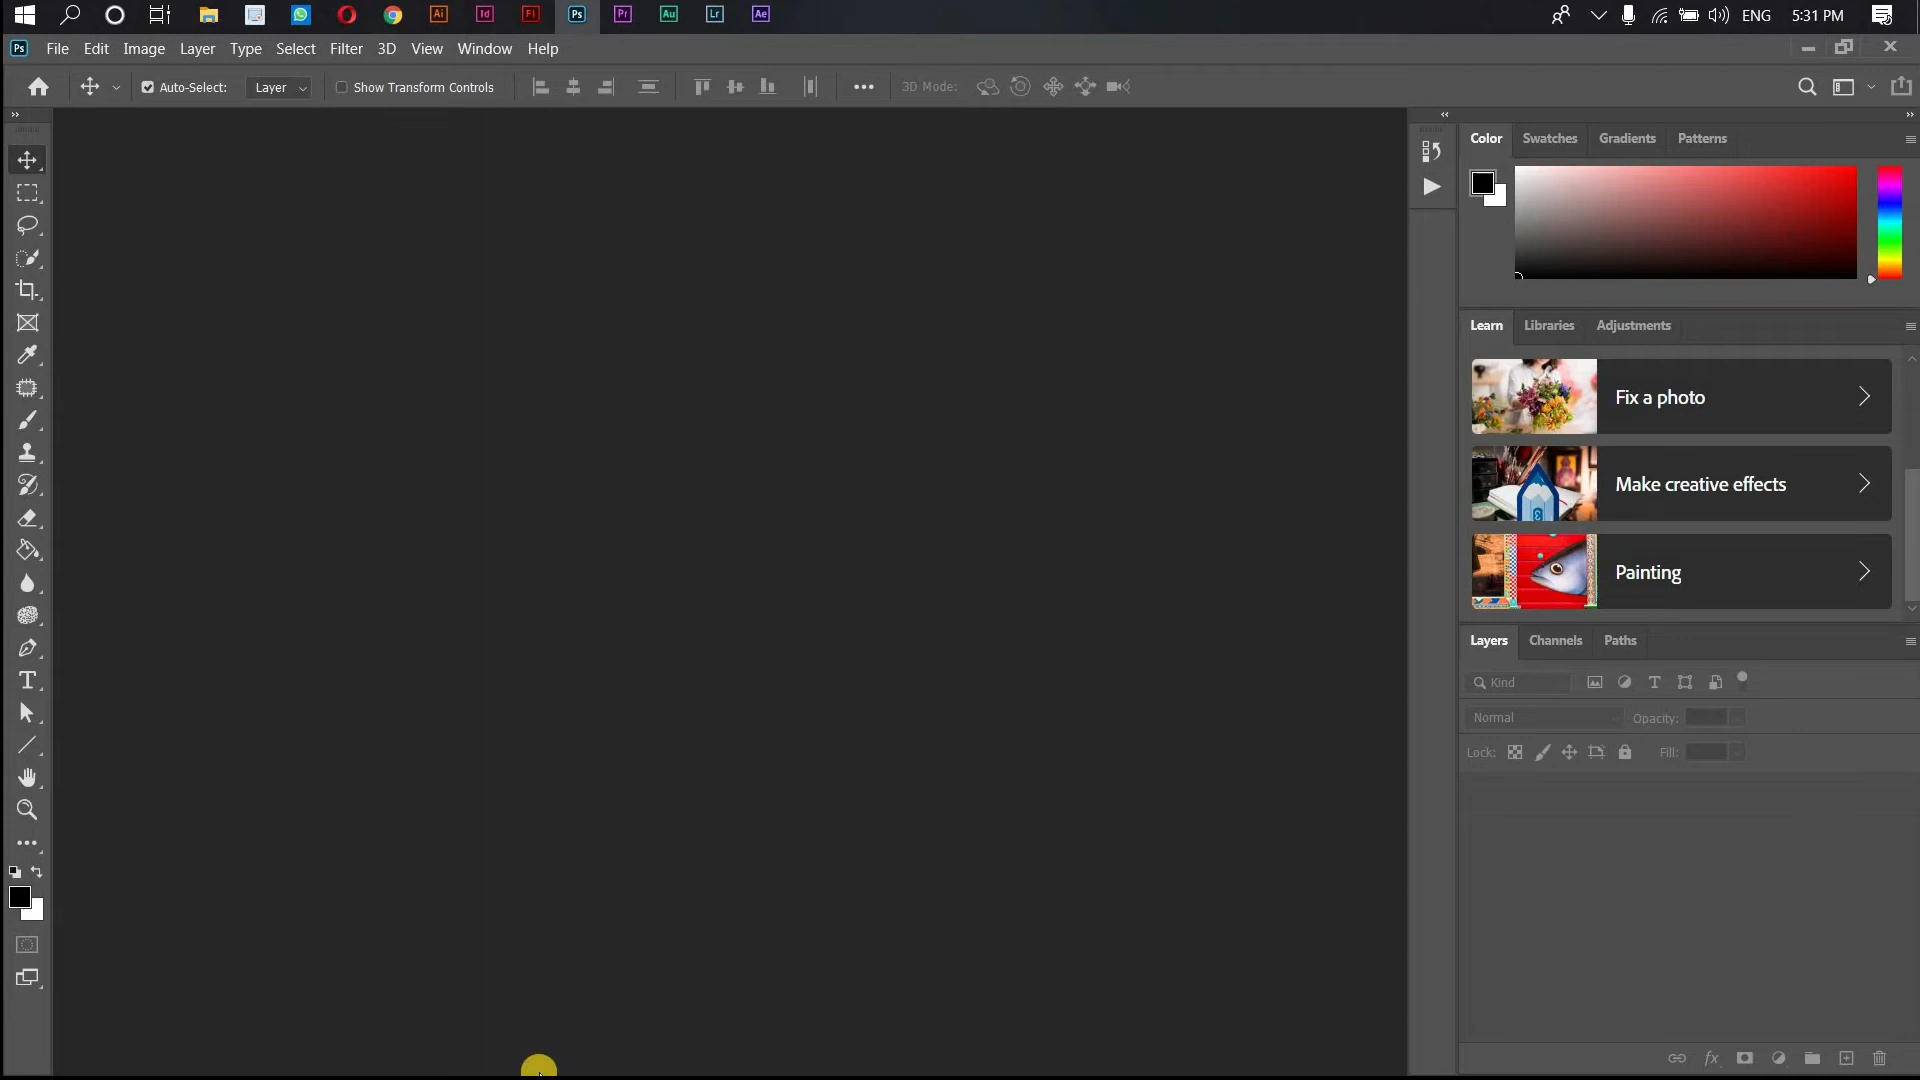 Ai Id Fl Ps Pr Au Lr Ae ENG 5:31 PM
Ps File Edit Image Layer Type Select Filter 3D View Window Help
Auto-Select: Layer Show Transform Controls 3D Mode:
Color Swatches Gradients Patterns
Learn Libraries Adjustments
Fix a photo
Make creative effects
Painting
Layers Channels Paths
Kind
Normal Opacity:
Lock: Fill:
fx